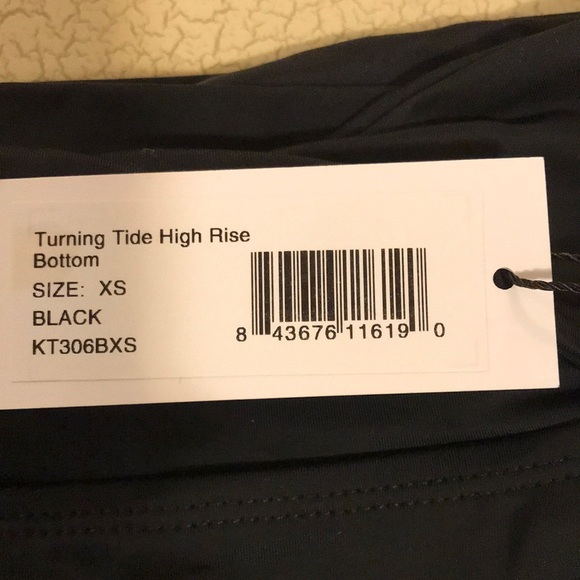 Turning Tide High Rise
Bottom
SIZE: XS
BLACK
KT306BXS
8 43676 11619 0